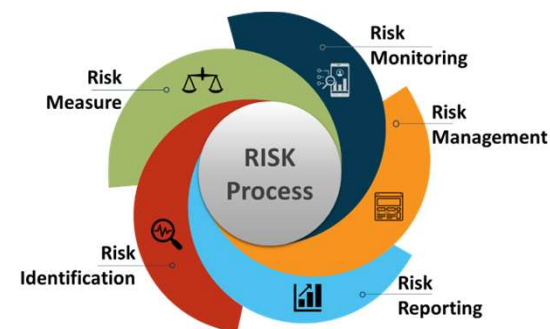 Risk
Monitoring
Risk
Measure
Risk
Management
RISK
Process
Risk
Identification
Risk
Reporting